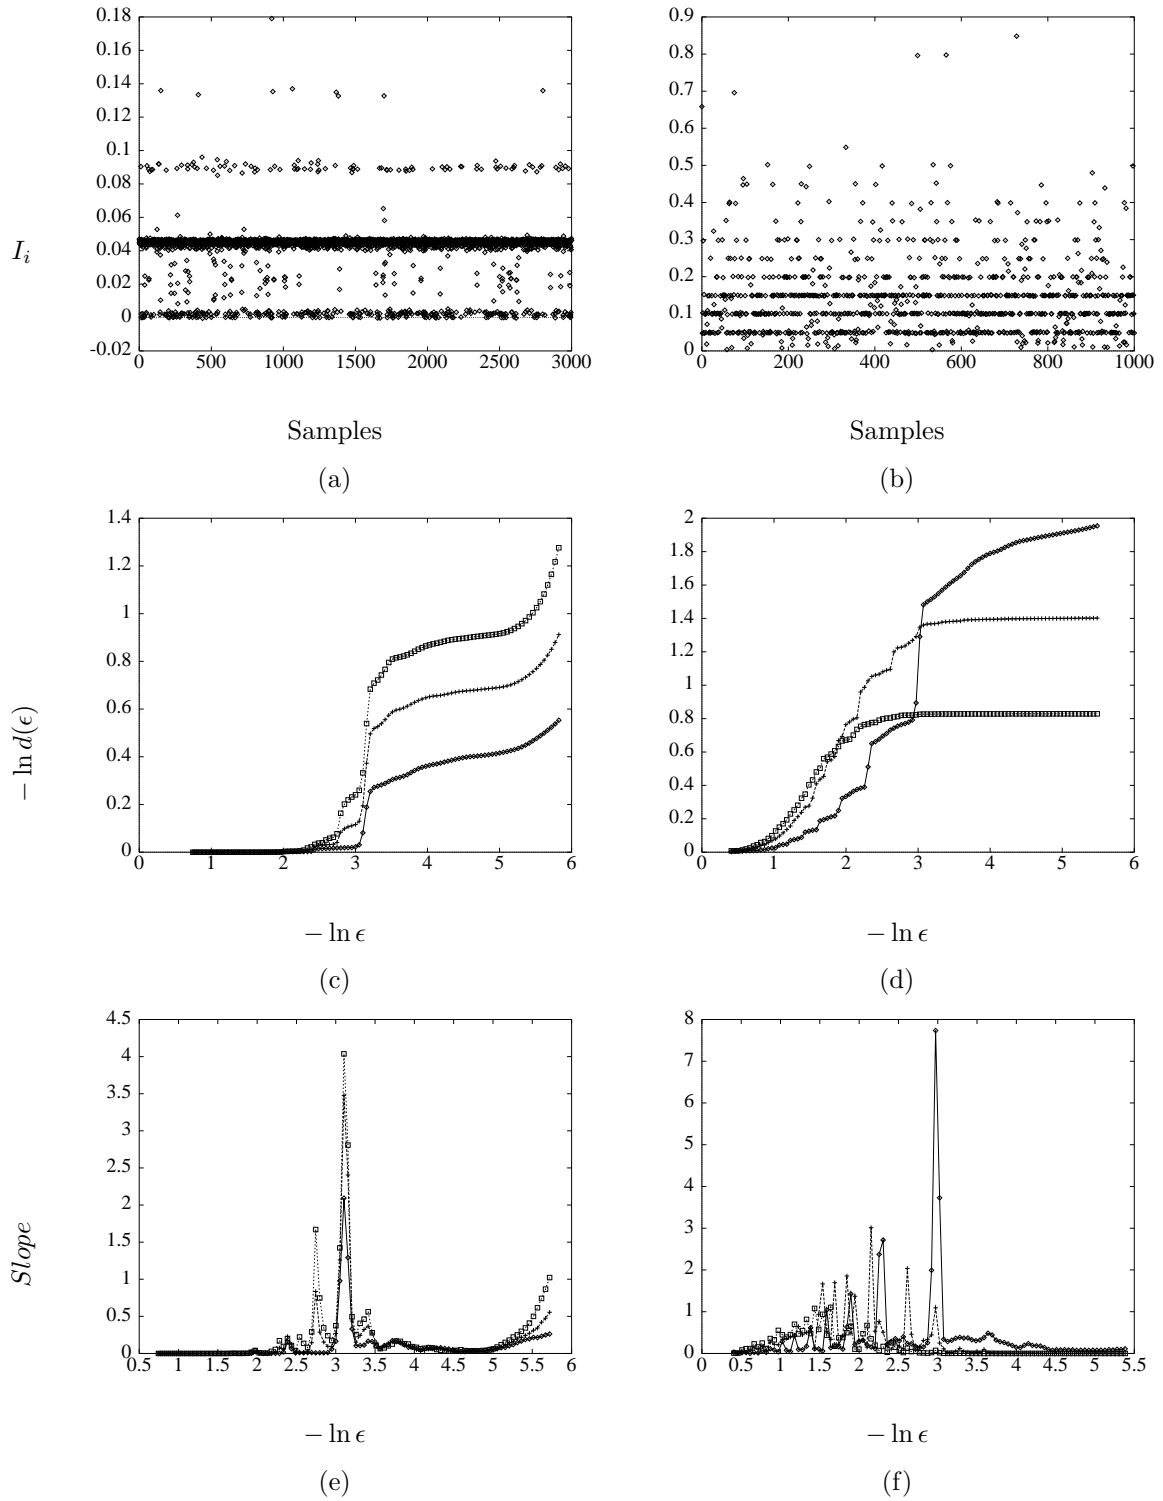 0.18
0.16
0.14
0.12
0.1
0.08
0.06
0.04
0.02
0
-0.02
I_i
0 500 1000 1500 2000 2500 3000
Samples
(a)
0.9
0.8
0.7
0.6
0.5
0.4
0.3
0.2
0.1
0
0 200 400 600 800 1000
Samples
(b)
1.4
1.2
1
0.8
0.6
0.4
0.2
0
− ln d(ϵ)
0 1 2 3 4 5 6
− ln ϵ
(c)
2
1.8
1.6
1.4
1.2
1
0.8
0.6
0.4
0.2
0
0 1 2 3 4 5 6
− ln ϵ
(d)
4.5
4
3.5
3
2.5
2
1.5
1
0.5
0
Slope
0.5 1 1.5 2 2.5 3 3.5 4 4.5 5 5.5 6
− ln ϵ
(e)
8
7
6
5
4
3
2
1
0
0 0.5 1 1.5 2 2.5 3 3.5 4 4.5 5 5.5
− ln ϵ
(f)